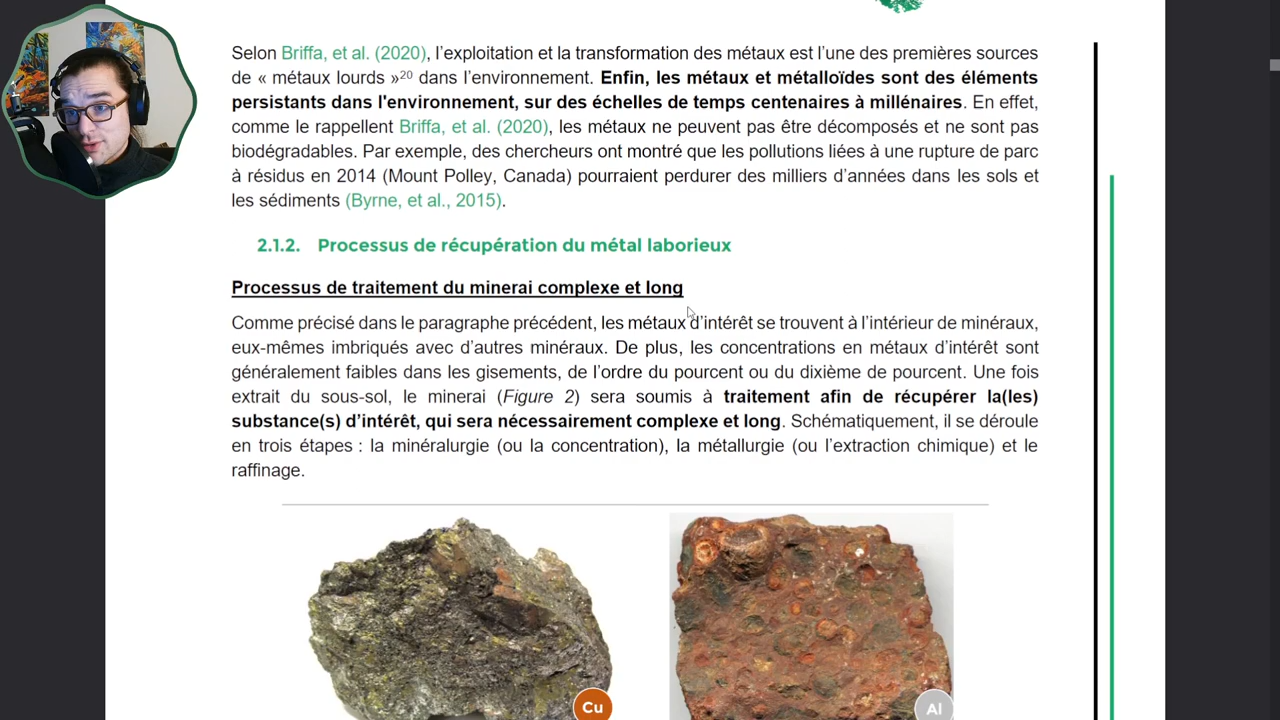 Selon Briffa, et al. (2020), l'exploitation et la transformation des métaux est l'une des premières sources
de « métaux lourds »20 dans l'environnement. Enfin, les métaux et métalloïdes sont des éléments
persistants dans l'environnement, sur des échelles de temps centenaires à millénaires. En effet,
comme le rappellent Briffa, et al. (2020), les métaux ne peuvent pas être décomposés et ne sont pas
biodégradables. Par exemple, des chercheurs ont montré que les pollutions liées à une rupture de parc
à résidus en 2014 (Mount Polley, Canada) pourraient perdurer des milliers d'années dans les sols et
les sédiments (Byrne, et al., 2015).
2.1.2. Processus de récupération du métal laborieux
Processus de traitement du minerai complexe et long
Comme précisé dans le paragraphe précédent, les métaux d'intérêt se trouvent à l'intérieur de minéraux,
eux-mêmes imbriqués avec d'autres minéraux. De plus, les concentrations en métaux d'intérêt sont
généralement faibles dans les gisements, de l'ordre du pourcent ou du dixième de pourcent. Une fois
extrait du sous-sol, le minerai (Figure 2) sera soumis à traitement afin de récupérer la(les)
substance(s) d'intérêt, qui sera nécessairement complexe et long. Schématiquement, il se déroule
en trois étapes : la minéralurgie (ou la concentration), la métallurgie (ou l'extraction chimique) et le
raffinage.
Cu
Al